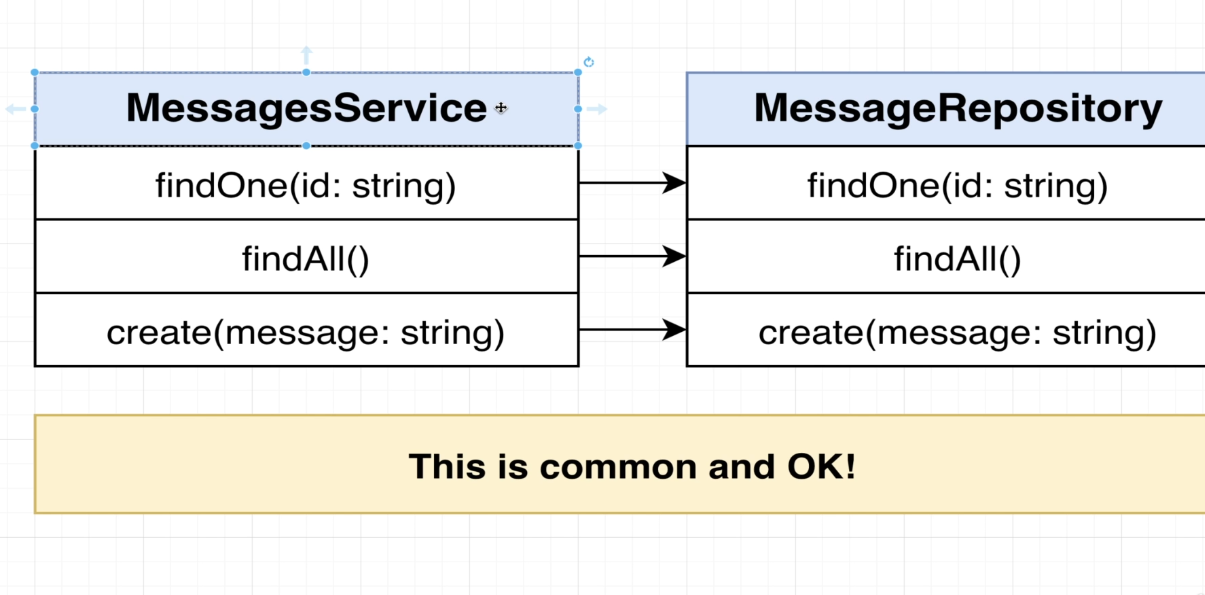 MessagesService
MessageRepository
findOne(id: string)
findOne(id: string)
findAll()
findAll()
create(message: string)
create(message: string)
This is common and OK!